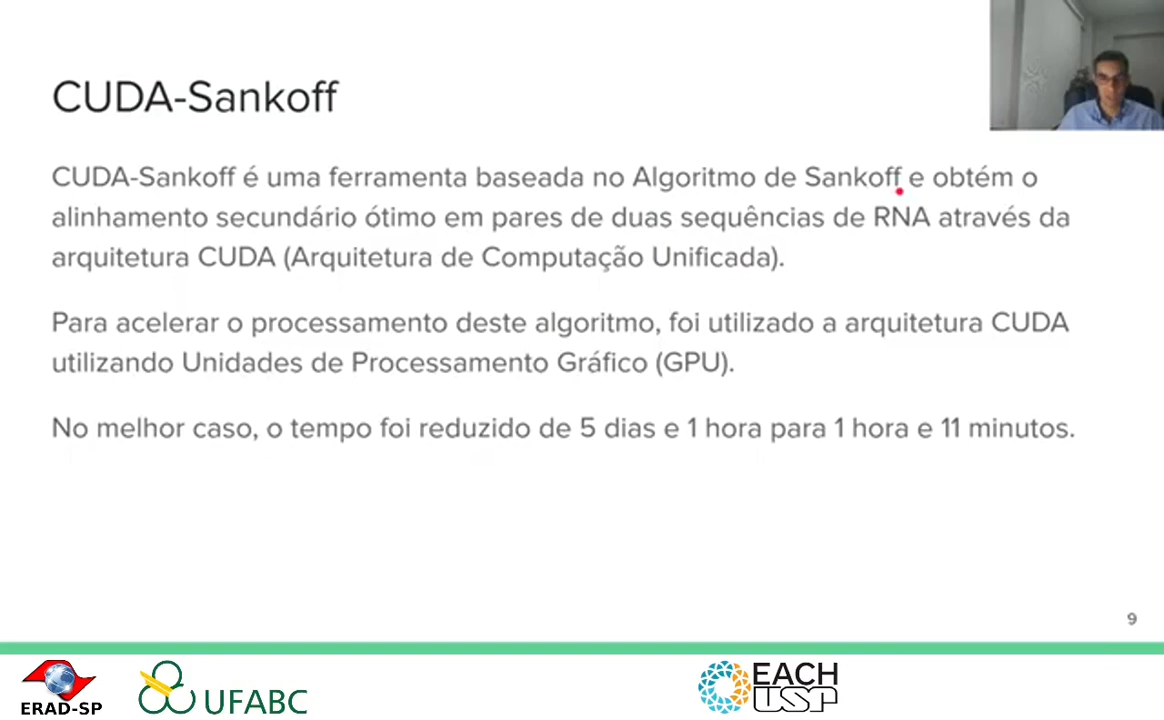 CUDA-Sankoff
CUDA-Sankoff é uma ferramenta baseada no Algoritmo de Sankoff e obtém o
alinhamento secundário ótimo em pares de duas sequências de RNA através da
arquitetura CUDA (Arquitetura de Computação Unificada).
Para acelerar o processamento deste algoritmo, foi utilizado a arquitetura CUDA
utilizando Unidades de Processamento Gráfico (GPU).
No melhor caso, o tempo foi reduzido de 5 dias e 1 hora para 1 hora e 11 minutos.
9
ERAD-SP
UFABC
EACH
USP